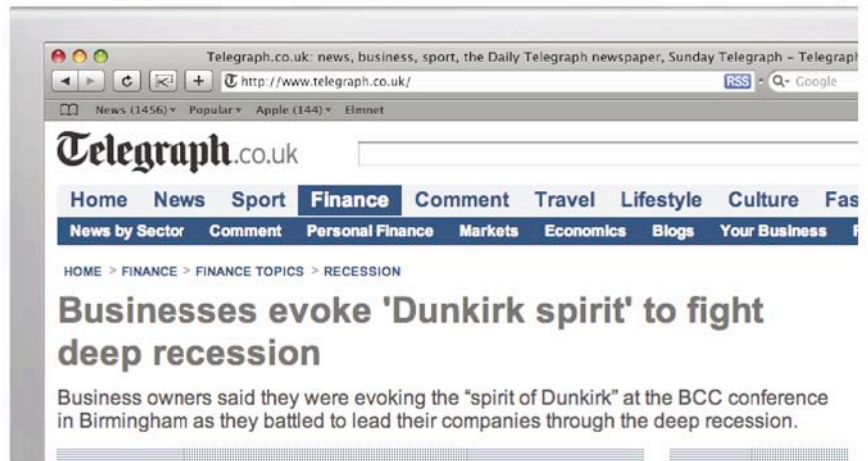 Telegraph.co.uk: news, business, sport, the Daily Telegraph newspaper, Sunday Telegraph – Telegraph
http://www.telegraph.co.uk/ RSS Google
News (1456) Popular Apple (144) Elmnet
Telegraph.co.uk
Home News Sport Finance Comment Travel Lifestyle Culture Fas
News by Sector Comment Personal Finance Markets Economics Blogs Your Business
HOME > FINANCE > FINANCE TOPICS > RECESSION
Businesses evoke 'Dunkirk spirit' to fight
deep recession
Business owners said they were evoking the “spirit of Dunkirk” at the BCC conference
in Birmingham as they battled to lead their companies through the deep recession.